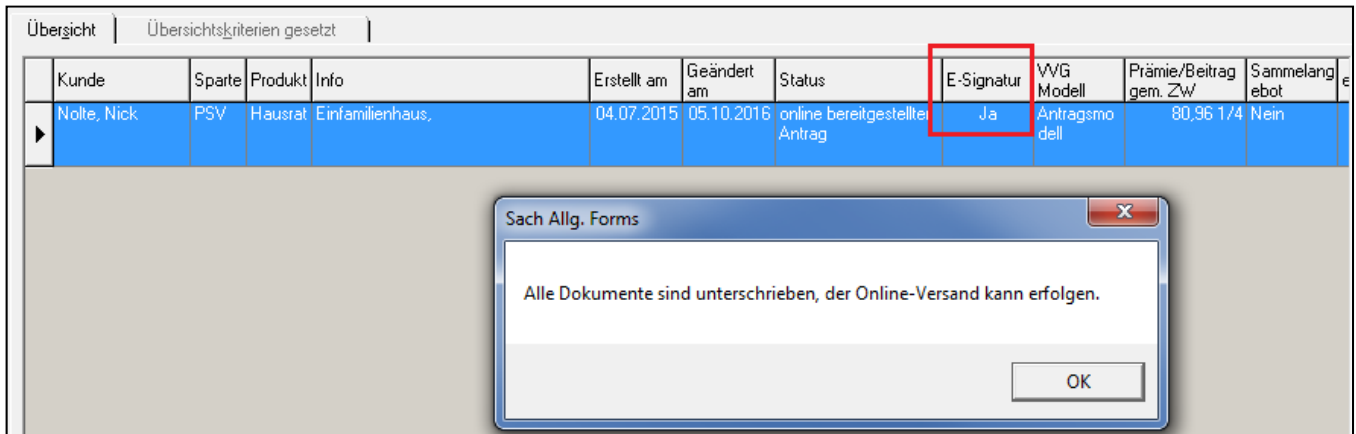 Übersicht Übersichtskriterien gesetzt
Kunde Sparte Produkt Info Erstellt am Geändert am Status E-Signatur VVG Modell Prämie/Beitrag gem. ZW Sammelang ebot e
Nolte, Nick PSV Hausrat Einfamilienhaus, 04.07.2015 05.10.2016 online bereitgestellter Antrag Ja Antragsmo dell 80,96 1/4 Nein
Sach Allg. Forms
Alle Dokumente sind unterschrieben, der Online-Versand kann erfolgen.
OK